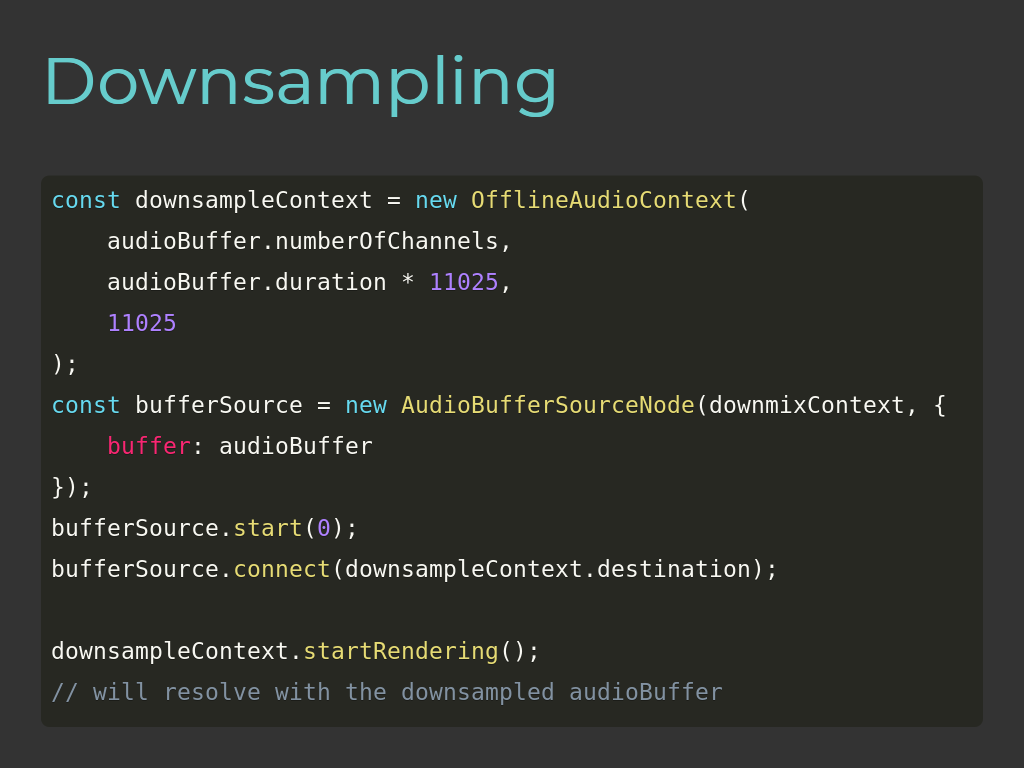 Downsampling
const downsampleContext = new OfflineAudioContext(
    audioBuffer.numberOfChannels,
    audioBuffer.duration * 11025,
    11025
);
const bufferSource = new AudioBufferSourceNode(downmixContext, {
    buffer: audioBuffer
});
bufferSource.start(0);
bufferSource.connect(downsampleContext.destination);

downsampleContext.startRendering();
// will resolve with the downsampled audioBuffer